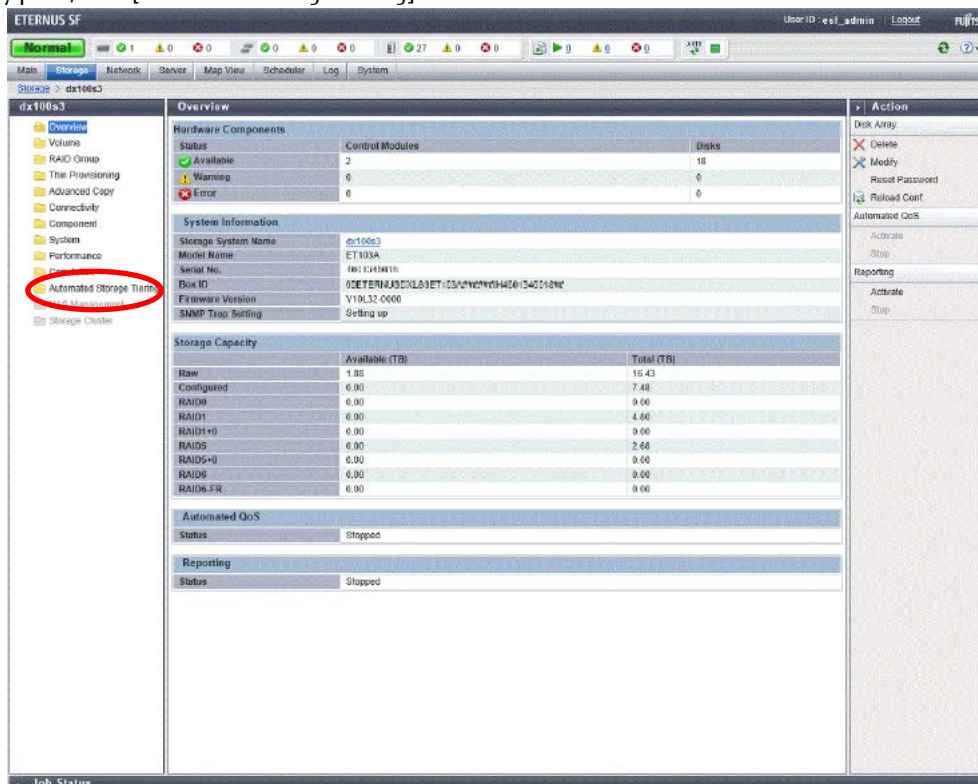 ETERNUS SF
User ID : esf_admin Logout
Normal 1 0 0 0 0 0 27 0 0 0 0 0
Main Storage Network Server Map View Scheduler Log System
Storage > dx100s3
dx100s3
Overview
Volume
RAID Group
Thin Provisioning
Advanced Copy
Connectivity
Component
System
Performance
Automated Storage Tiering
Storage Cluster
Overview
Hardware Components
Status Control Modules Disks
Available 2 18
Warning 0 0
Error 0 0
System Information
Storage System Name dx100s3
Model Name ET103A
Serial No.
Box ID
Firmware Version V10L32-0000
SNMP Trap Setting Setting up
Storage Capacity
Available (TB) Total (TB)
Raw 1.88 16.43
Configured 0.00 7.48
RAID0 0.00 0.00
RAID1 0.00 4.80
RAID1+0 0.00 0.00
RAID5 0.00 2.68
RAID5+0 0.00 0.00
RAID6 0.00 0.00
RAID6-FR 0.00 0.00
Automated QoS
Status Stopped
Reporting
Status Stopped
Action
Disk Array
Delete
Modify
Reset Password
Reload Conf.
Automated QoS
Activate
Stop
Reporting
Activate
Stop
Job Status